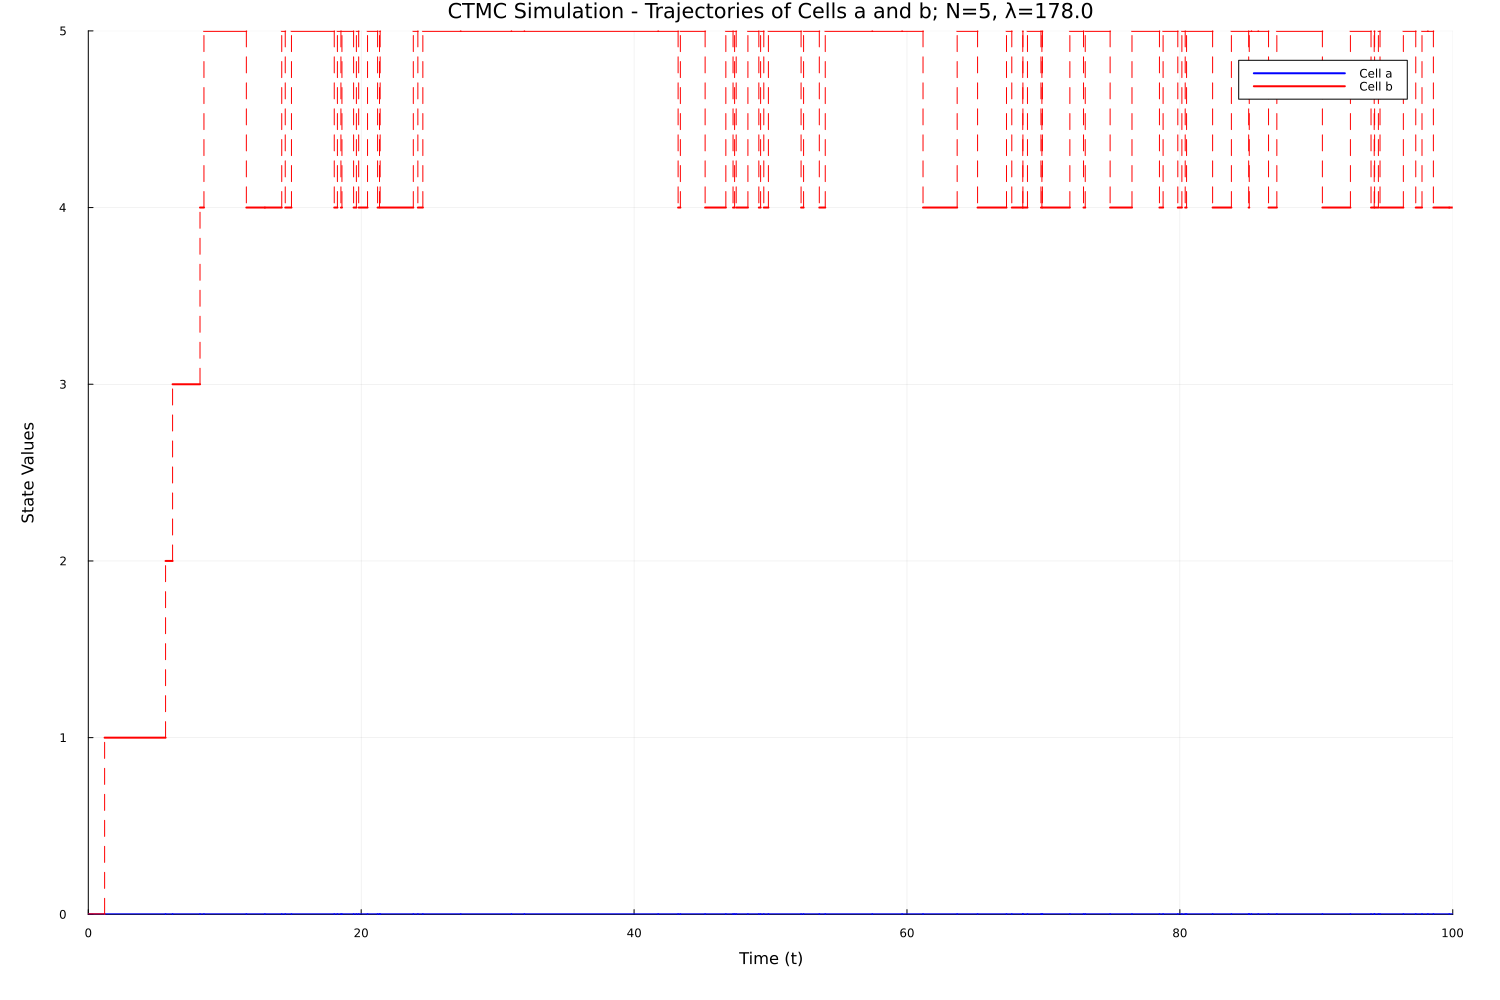 CTMC Simulation - Trajectories of Cells a and b; N=5, λ=178.0
5
Cell a
Cell b
4
3
State Values
2
1
0
0 20 40 60 80 100
Time (t)